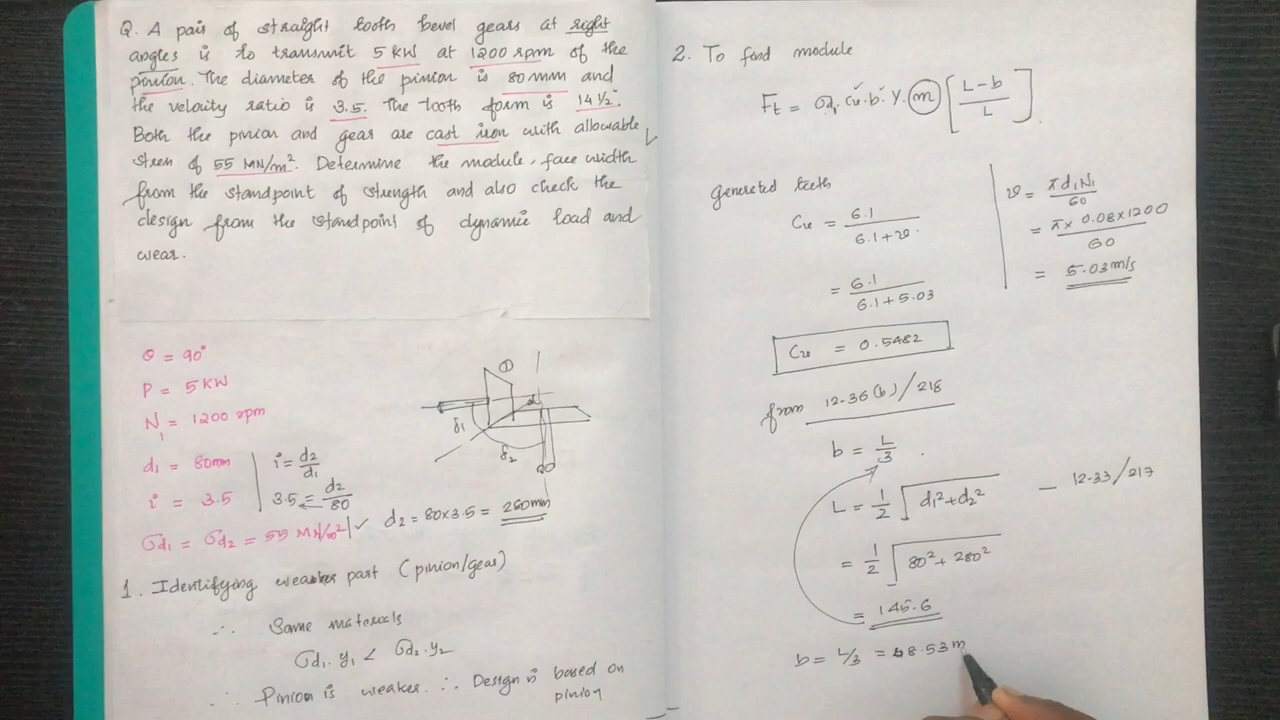 Q. A pair of straight tooth bevel gears at right
angles is to transmit 5 KW at 1200 rpm of the
pinion. The diameter of the pinion is 80 mm and
the velocity ratio is 3.5. The tooth form is 14½°.
Both the pinion and gear are cast iron with allowable
stress of 55 MN/m². Determine the module, face width
from the standpoint of strength and also check the
design from the standpoint of dynamic load and
wear.
θ = 90°
P = 5 KW
N₁ = 1200 rpm
d₁ = 80mm
i = 3.5
σd₁ = σd₂ = 55 MN/m²
i = d₂/d₁
3.5 = d₂/80
d₂ = 80×3.5 = 280mm
①
δ₁
δ₂
1. Identifying weaker part (pinion/gear)
∴ Same materials
σd₁.y₁ < σd₂.y₂
∴ Pinion is weaker. ∴ Design is based on
pinion
2. To find module
Ft = σd₁.Cv.b.Y.m [L-b/L].
generated teeth
Cv = 6.1/6.1+v.
= 6.1/6.1+5.03
Cv = 0.5482
v = πd₁N₁/60
= π×0.08×1200/60
= 5.03m/s
from 12.36(b)/218
b = L/3.
L = 1/2 √d₁²+d₂² — 12.33/217
= 1/2 √80²+280²
= 145.6
b = L/3 = 48.53m